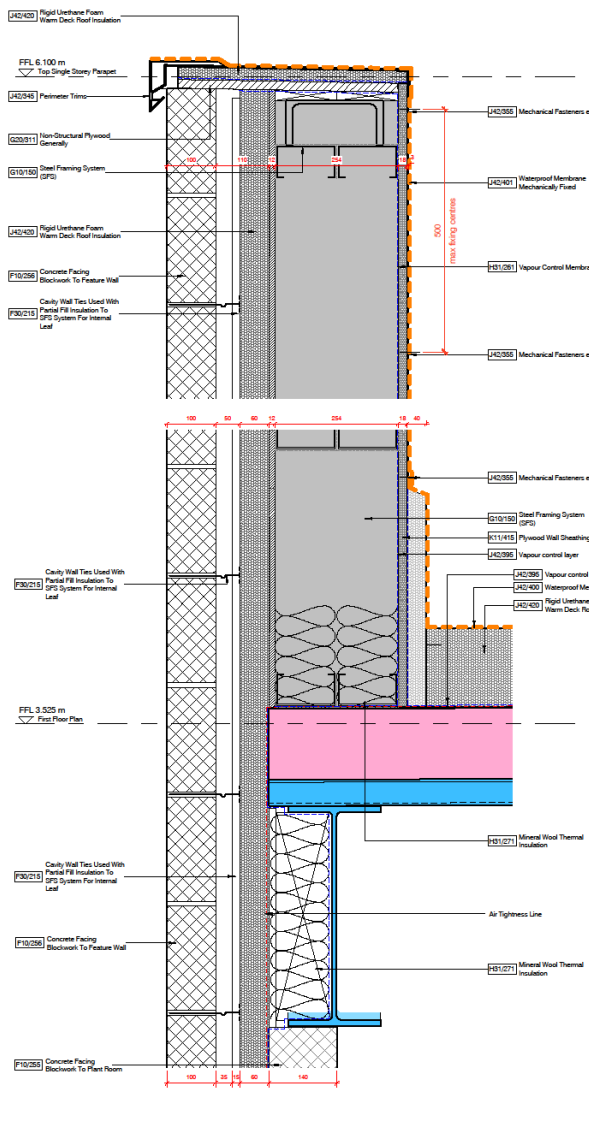 J42/420 Rigid Urethane Foam
Warm Deck Roof Insulation
FFL 6.100 m
Top Single Storey Parapet
J42/345 Perimeter Trims
J42/355 Mechanical Fasteners e
G20/311 Non-Structural Plywood
Generally
100 110 12 254 18
G10/150 Steel Framing System
(SFS)
J42/401 Waterproof Membrane
Mechanically Fixed
500
max fixing centres
J42/420 Rigid Urethane Foam
Warm Deck Roof Insulation
F10/256 Concrete Facing
Blockwork To Feature Wall
H31/261 Vapour Control Membra
F30/215 Cavity Wall Ties Used With
Partial Fill Insulation To
SFS System For Internal
Leaf
J42/355 Mechanical Fasteners e
100 50 60 12 254 18 40
J42/355 Mechanical Fasteners e
G10/150 Steel Framing System
(SFS)
K11/415 Plywood Wall Sheathing
J42/395 Vapour control layer
F30/215 Cavity Wall Ties Used With
Partial Fill Insulation To
SFS System For Internal
Leaf
J42/395 Vapour control
J42/400 Waterproof Me
J42/420 Rigid Urethane
Warm Deck Ro
FFL 3.525 m
First Floor Plan
H31/271 Mineral Wool Thermal
Insulation
F30/215 Cavity Wall Ties Used With
Partial Fill Insulation To
SFS System For Internal
Leaf
Air Tightness Line
F10/256 Concrete Facing
Blockwork To Feature Wall
H31/271 Mineral Wool Thermal
Insulation
F10/255 Concrete Facing
Blockwork To Plant Room
100 35 15 60 140